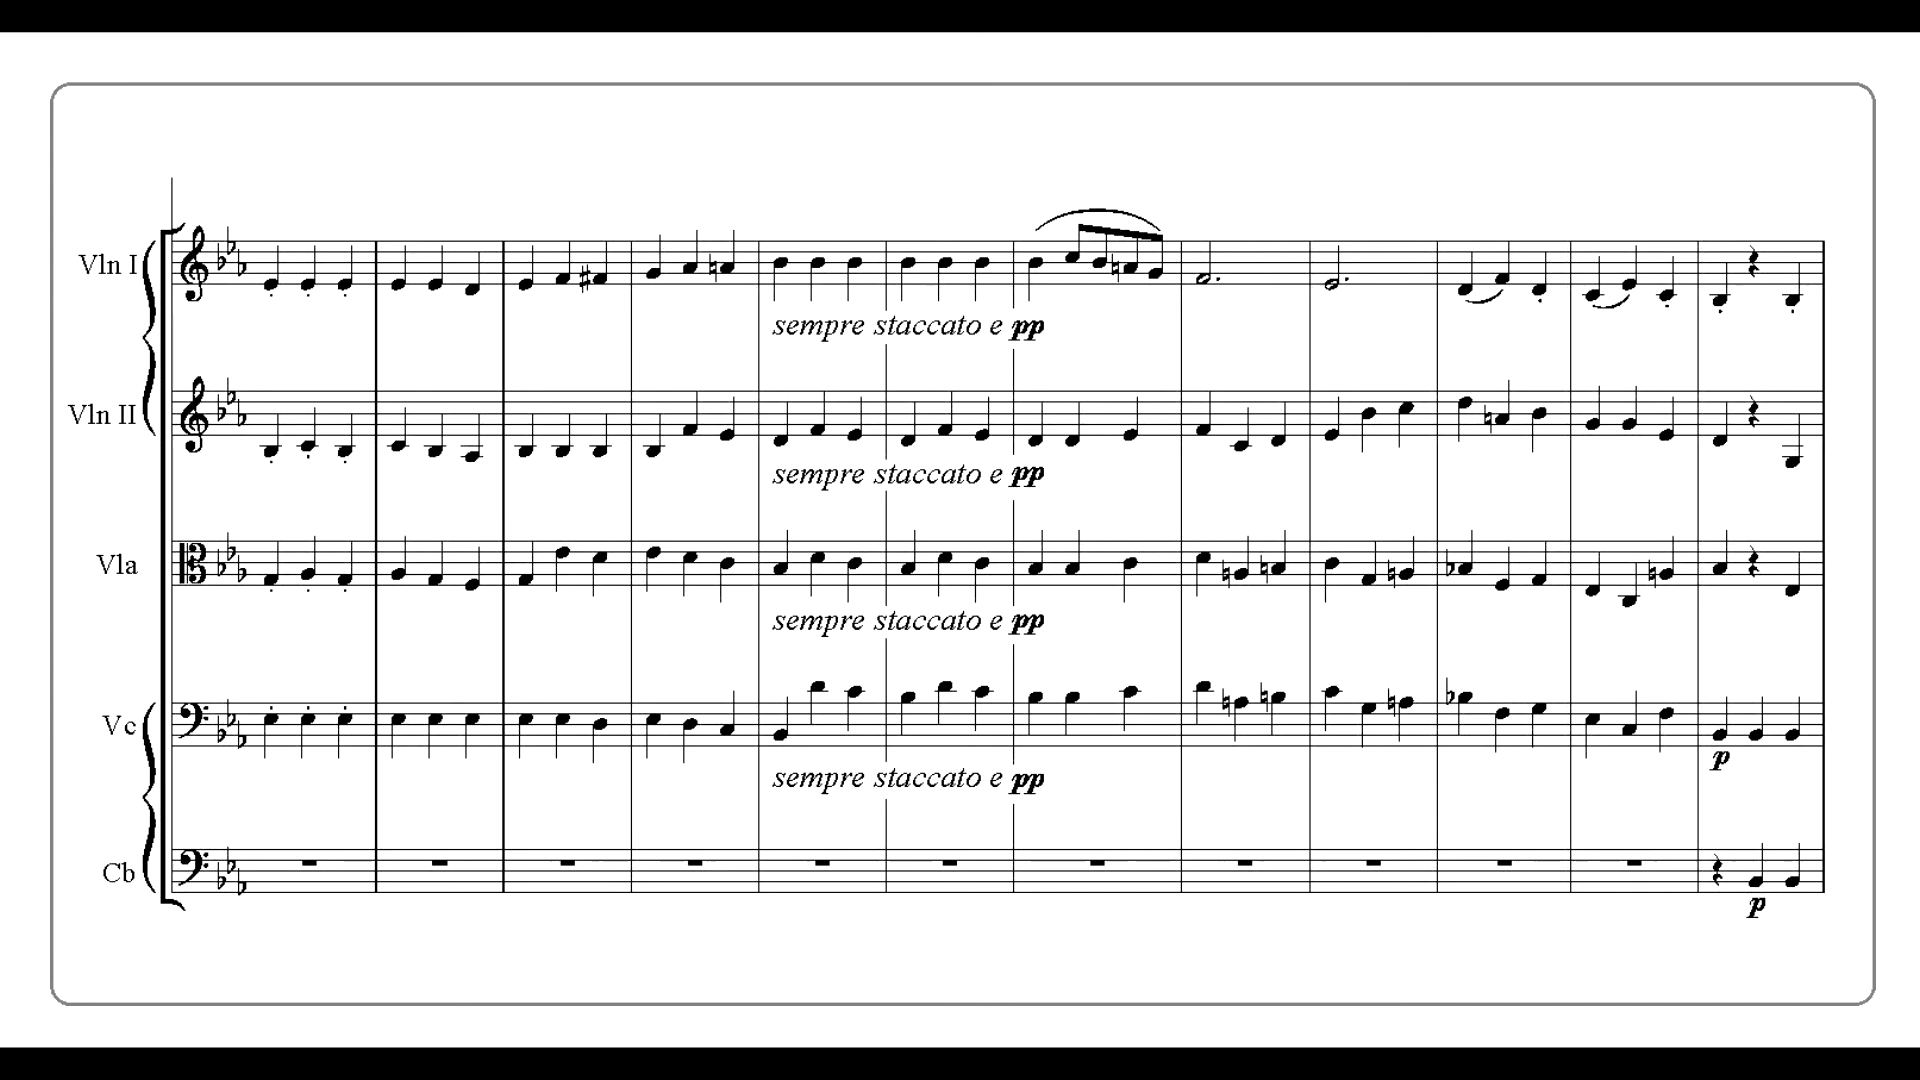 Vln I
sempre staccato e pp
Vln II
sempre staccato e pp
Vla
sempre staccato e pp
Vc
p
sempre staccato e pp
Cb
p